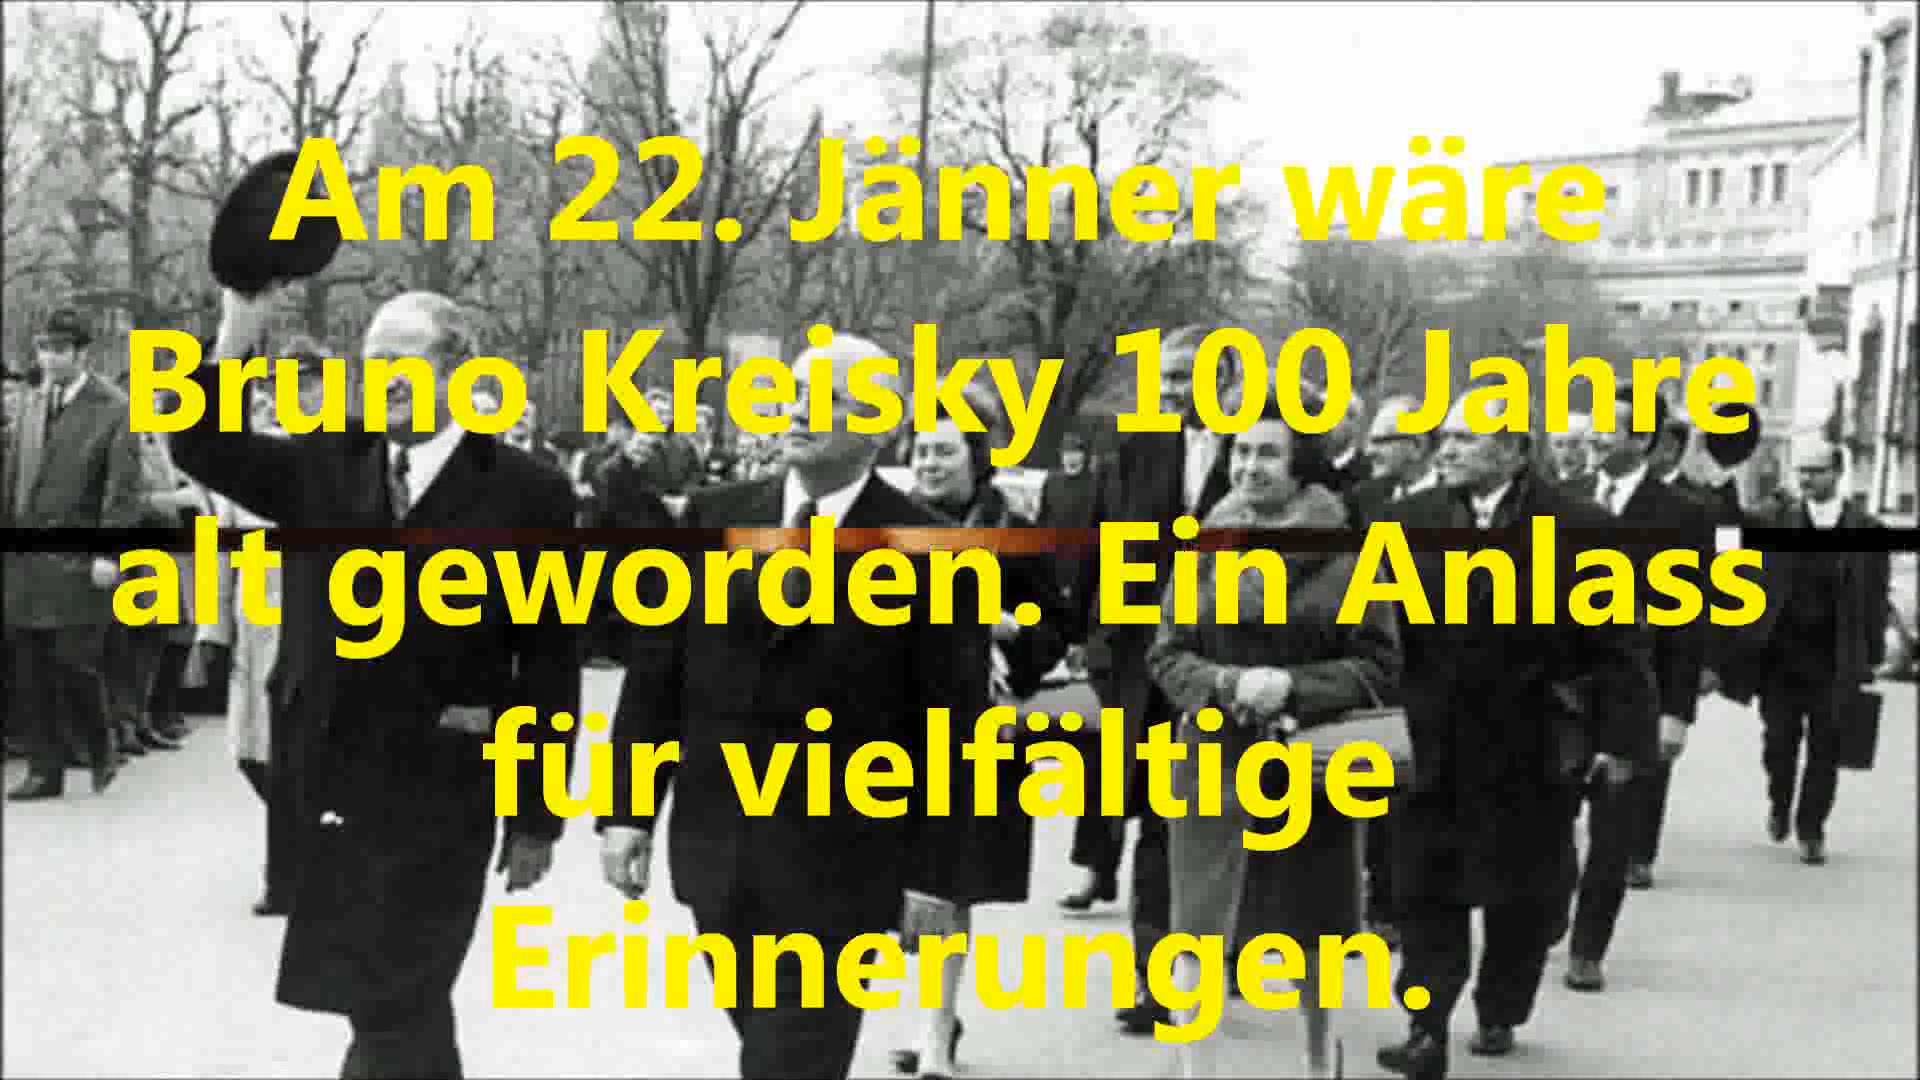 Am 22. Jänner wäre
Bruno Kreisky 100 Jahre
alt geworden. Ein Anlass
für vielfältige
Erinnerungen.